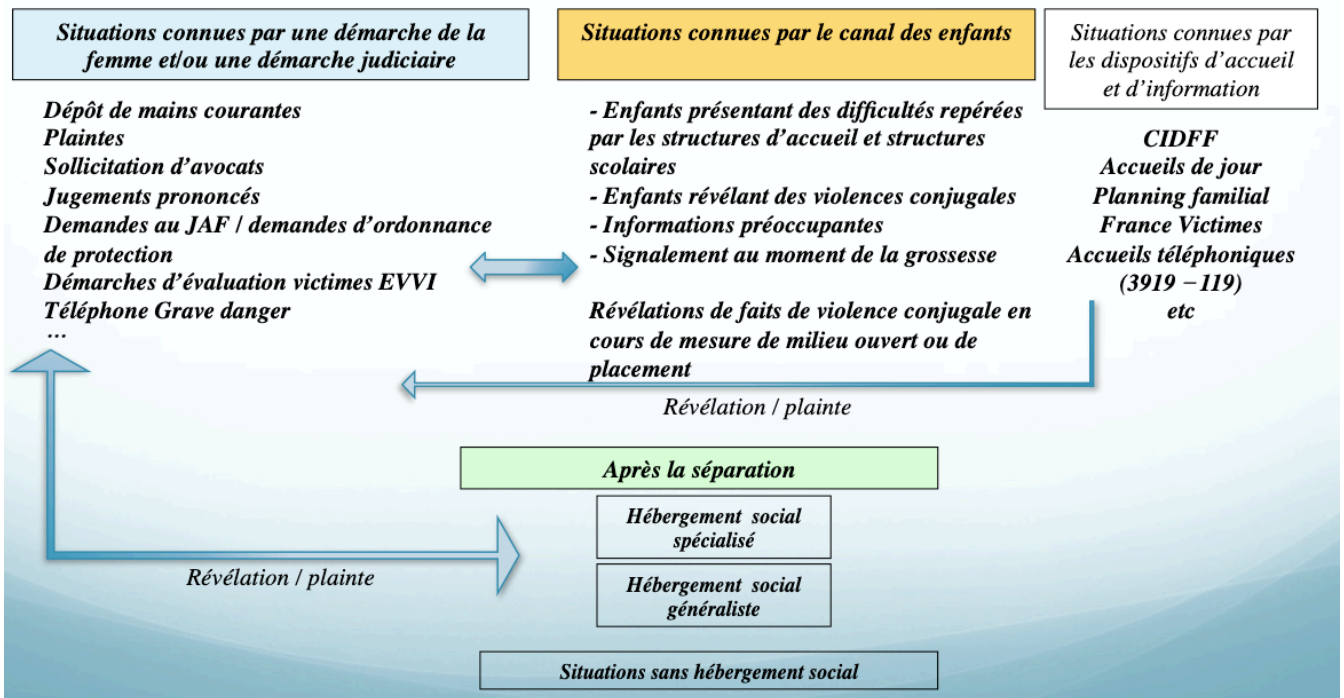 Situations connues par une démarche de la
femme et/ou une démarche judiciaire
Dépôt de mains courantes
Plaintes
Sollicitation d'avocats
Jugements prononcés
Demandes au JAF / demandes d'ordonnance
de protection
Démarches d'évaluation victimes EVVI
Téléphone Grave danger
…
Situations connues par le canal des enfants
- Enfants présentant des difficultés repérées
par les structures d'accueil et structures
scolaires
- Enfants révélant des violences conjugales
- Informations préoccupantes
- Signalement au moment de la grossesse
Révélations de faits de violence conjugale en
cours de mesure de milieu ouvert ou de
placement
Situations connues par
les dispositifs d'accueil
et d'information
CIDFF
Accueils de jour
Planning familial
France Victimes
Accueils téléphoniques
(3919 – 119)
etc
Révélation / plainte
Après la séparation
Hébergement social
spécialisé
Révélation / plainte
Hébergement social
généraliste
Situations sans hébergement social